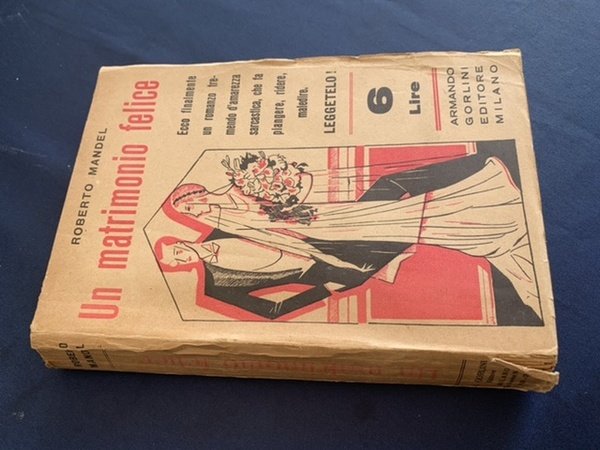 ROBERTO MANDEL
Un matrimonio felice
Ecco finalmente
un romanzo tre-
mendo d'amarezza
sarcastica, che fa
piangere, ridere,
maledire.
LEGGETELO!
6
Lire
ARMANDO
GORLINI
EDITORE
MILANO